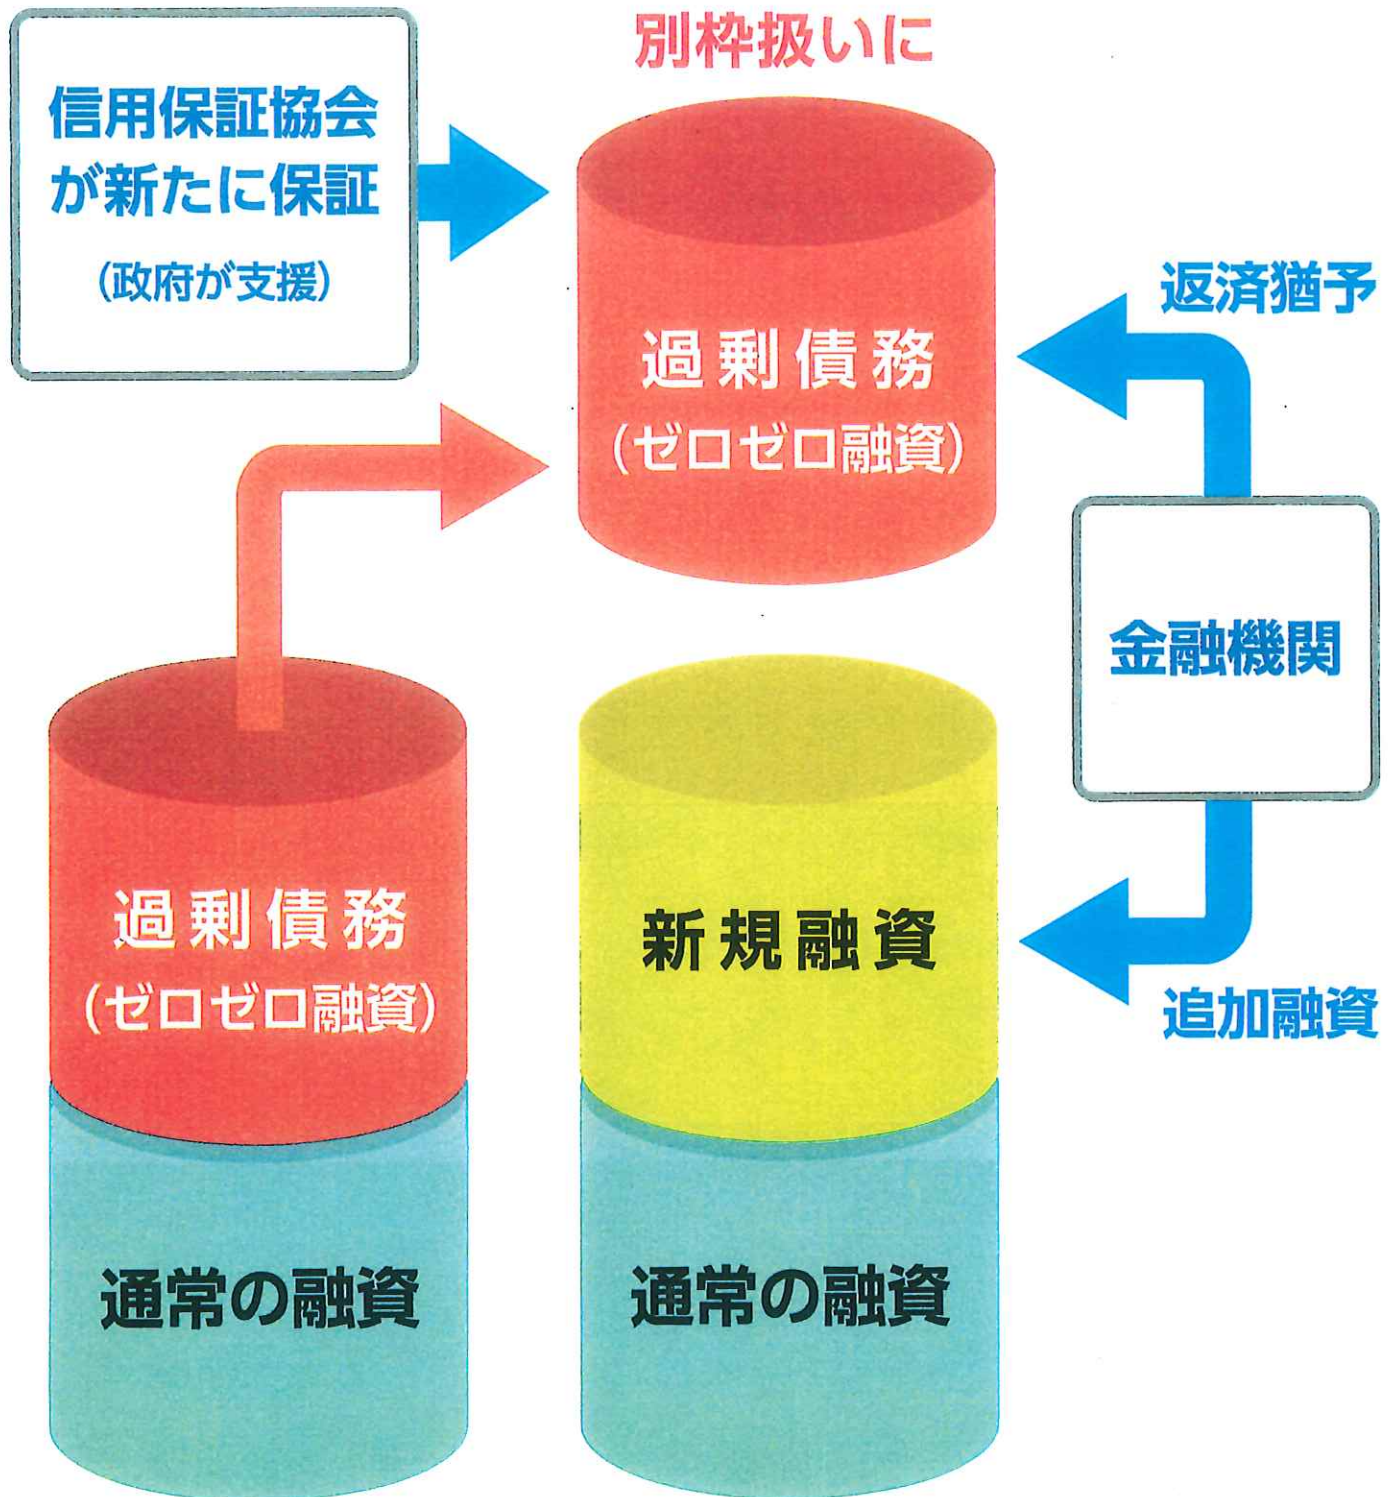 別枠扱いに
信用保証協会
が新たに保証
(政府が支援)
過剰債務
(ゼロゼロ融資)
返済猶予
金融機関
追加融資
過剰債務
(ゼロゼロ融資)
通常の融資
新規融資
通常の融資